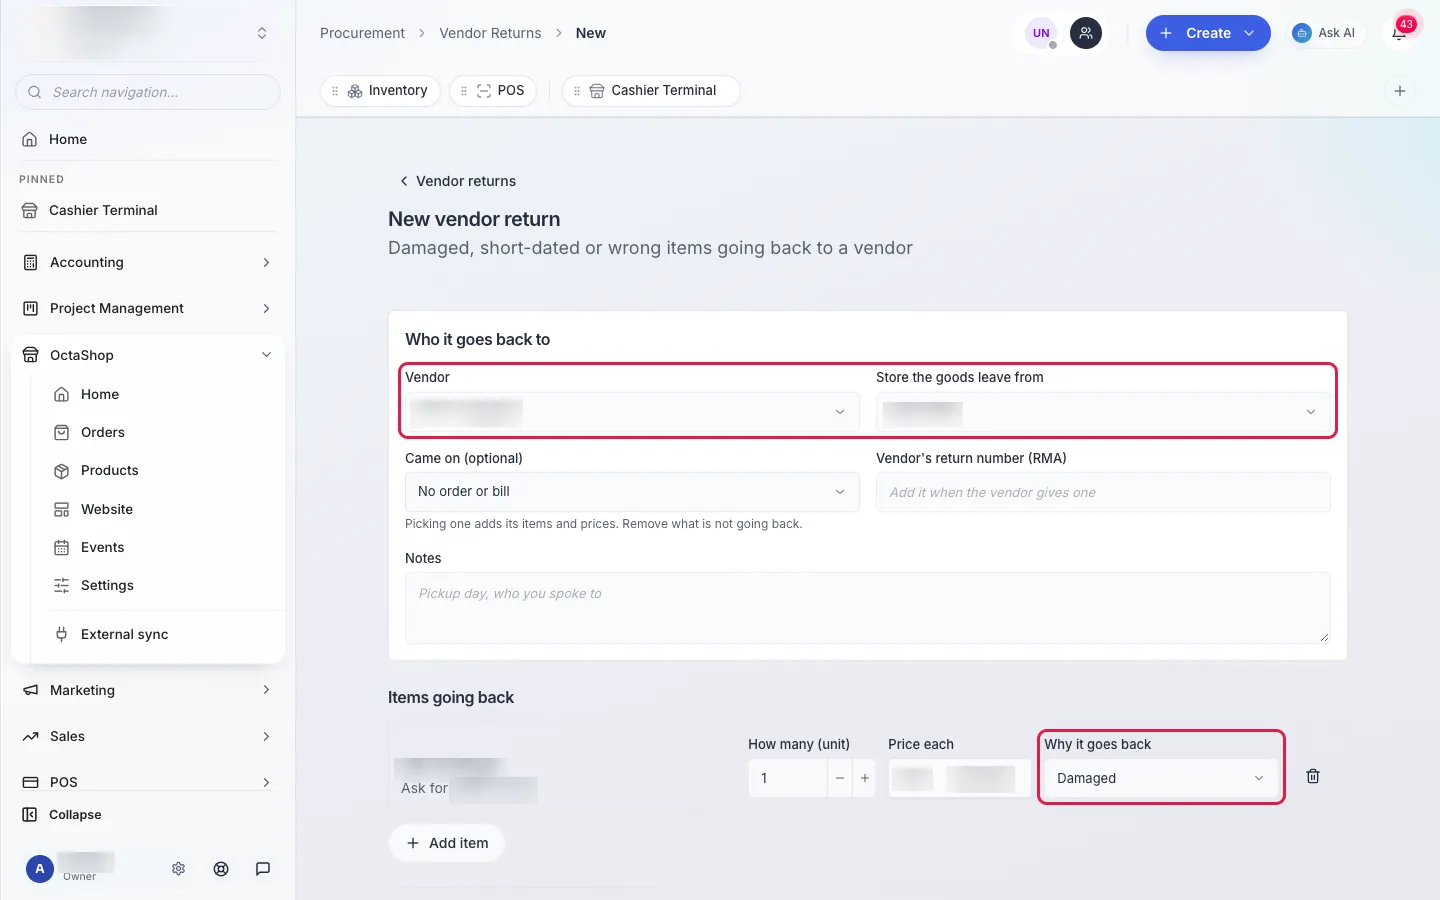 Procurement > Vendor Returns > New
UN
Create
Ask AI
43
Search navigation...
Inventory
POS
Cashier Terminal
Home
PINNED
Cashier Terminal
Accounting
Project Management
OctaShop
Home
Orders
Products
Website
Events
Settings
External sync
Marketing
Sales
POS
Collapse
A
Owner
Vendor returns
New vendor return
Damaged, short-dated or wrong items going back to a vendor
Who it goes back to
Vendor
Store the goods leave from
Came on (optional)
Vendor's return number (RMA)
No order or bill
Add it when the vendor gives one
Picking one adds its items and prices. Remove what is not going back.
Notes
Pickup day, who you spoke to
Items going back
How many (unit)
Price each
Why it goes back
Ask for
1
Damaged
Add item